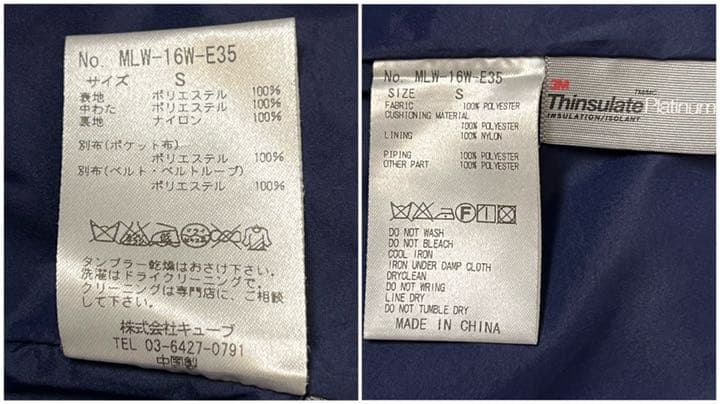 No. MLW-16W-E35
サイズ S
表地 ポリエステル 100%
中わた ポリエステル 100%
裏地 ナイロン 100%
別布(ポケット布)
ポリエステル 100%
別布(ベルト・ベルトループ)
ポリエステル 100%
タンブラー乾燥はおさけ下さい。
洗濯はドライクリーニングで。
クリーニングは専門店に、ご相談
して下さい。
株式会社キューブ
TEL 03-6427-0791
中国製
No. MLW-16W-E35
SIZE S
FABRIC 100% POLYESTER
CUSHIONING MATERIAL
100% POLYESTER
LINING 100% NYLON
PIPING 100% POLYESTER
OTHER PART 100% POLYESTER
DO NOT WASH
DO NOT BLEACH
COOL IRON
IRON UNDER DAMP CLOTH
DRYCLEAN
DO NOT WRING
LINE DRY
DO NOT TUMBLE DRY
MADE IN CHINA
3M
Thinsulate Platinum
INSULATION/ISOLANT